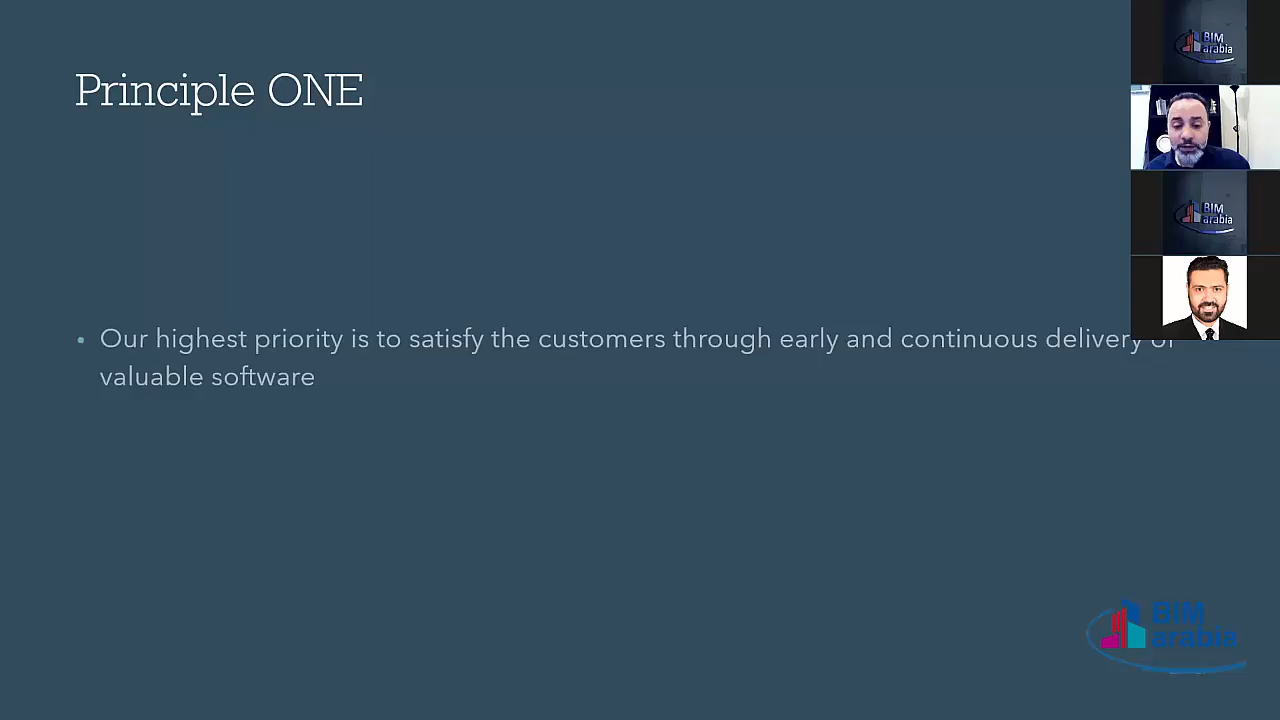 Principle ONE
• Our highest priority is to satisfy the customers through early and continuous delivery of
valuable software
BIM
arabia
BIM
arabia
BIM
arabia